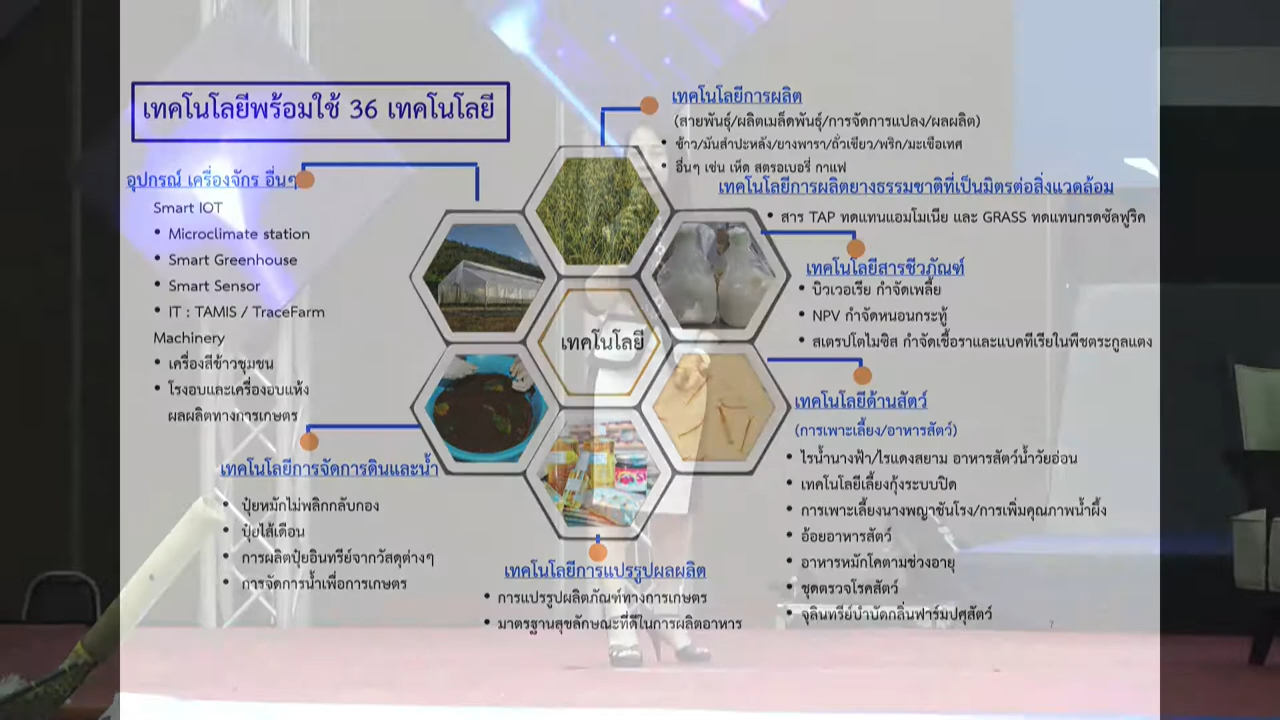 เทคโนโลยีพร้อมใช้ 36 เทคโนโลยี
อุปกรณ์ เครื่องจักร อื่นๆ
Smart IOT
• Microclimate station
• Smart Greenhouse
• Smart Sensor
• IT : TAMIS / TraceFarm
Machinery
• เครื่องสีข้าวชุมชน
• โรงอบและเครื่องอบแห้ง
ผลผลิตทางการเกษตร
เทคโนโลยีการจัดการดินและน้ำ
• ปุ๋ยหมักไม่พลิกกลับกอง
• ปุ๋ยไส้เดือน
• การผลิตปุ๋ยอินทรีย์จากวัสดุต่างๆ
• การจัดการน้ำเพื่อการเกษตร
เทคโนโลยี
เทคโนโลยีการแปรรูปผลผลิต
• การแปรรูปผลิตภัณฑ์ทางการเกษตร
• มาตรฐานสุขลักษณะที่ดีในการผลิตอาหาร
เทคโนโลยีการผลิต
(สายพันธุ์/ผลิตเมล็ดพันธุ์/การจัดการแปลง/ผลผลิต)
• ข้าว/มันสำปะหลัง/ยางพารา/ถั่วเขียว/พริก/มะเขือเทศ
• อื่นๆ เช่น เห็ด สตรอเบอรี่ กาแฟ
เทคโนโลยีการผลิตยางธรรมชาติที่เป็นมิตรต่อสิ่งแวดล้อม
• สาร TAP ทดแทนแอมโมเนีย และ GRASS ทดแทนกรดซัลฟูริค
เทคโนโลยีสารชีวภัณฑ์
• บิวเวอเรีย กำจัดเพลี้ย
• NPV กำจัดหนอนกระทู้
• สเตรปโตไมซิส กำจัดเชื้อราและแบคทีเรียในพืชตระกูลแตง
เทคโนโลยีด้านสัตว์
(การเพาะเลี้ยง/อาหารสัตว์)
• ไรน้ำนางฟ้า/ไรแดงสยาม อาหารสัตว์น้ำวัยอ่อน
• เทคโนโลยีเลี้ยงกุ้งระบบปิด
• การเพาะเลี้ยงนางพญาชันโรง/การเพิ่มคุณภาพน้ำผึ้ง
• อ้อยอาหารสัตว์
• อาหารหมักโคตามช่วงอายุ
• ชุดตรวจโรคสัตว์
• จุลินทรีย์บำบัดกลิ่นฟาร์มปศุสัตว์
7